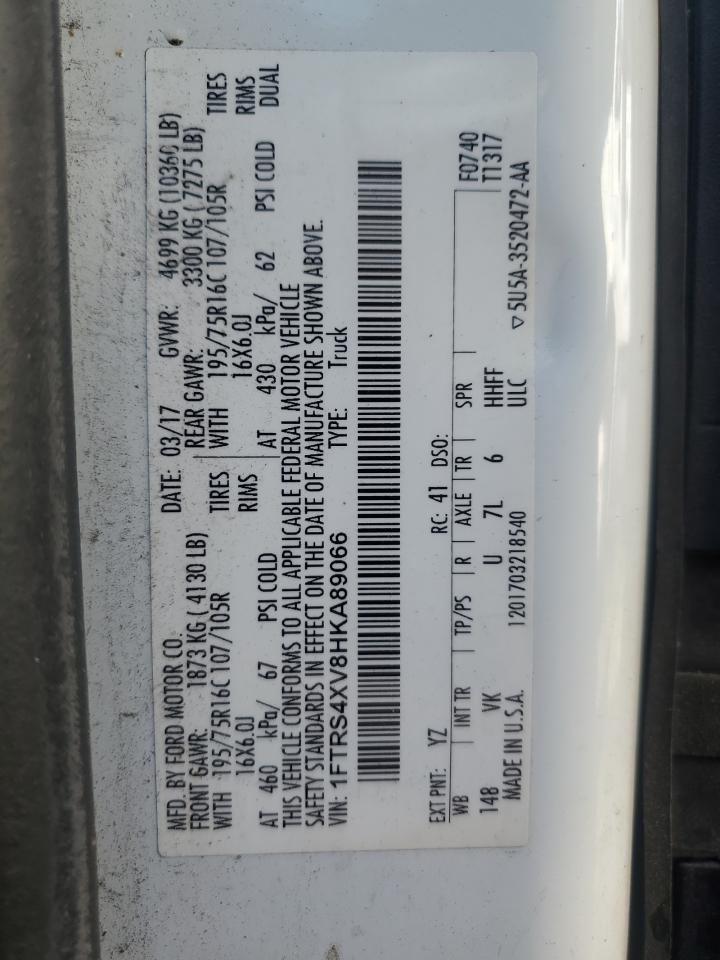 MFD. BY FORD MOTOR CO.
DATE: 03/17 GVWR: 4699 KG (10360 LB)
FRONT GAWR: 1873 KG ( 4130 LB)
REAR GAWR: 3300 KG ( 7275 LB)
WITH 195/75R16C 107/105R TIRES
WITH 195/75R16C 107/105R TIRES
16X6.0J RIMS
16X6.0J RIMS
AT 460 kPa/ 67 PSI COLD
AT 430 kPa/ 62 PSI COLD DUAL
THIS VEHICLE CONFORMS TO ALL APPLICABLE FEDERAL MOTOR VEHICLE
SAFETY STANDARDS IN EFFECT ON THE DATE OF MANUFACTURE SHOWN ABOVE.
VIN: 1FTRS4XV8HKA89066 TYPE: Truck
EXT PNT: YZ RC: 41 DSO:
WB INT TR TP/PS R AXLE TR SPR F0740
148 VK U 7L 6 HHFF T1317
MADE IN U.S.A. 1201703218540 ULC ▽5U5A-3520472-AA